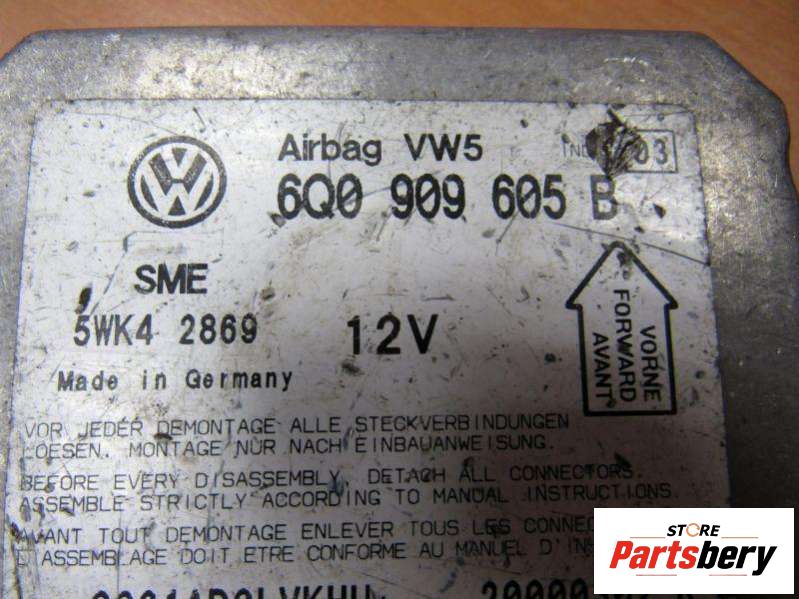 Airbag VW5
03
6Q0 909 605 B
SME
5WK4 2869
12V
Made in Germany
VORNE
FORWARD
AVANT
VOR JEDER DEMONTAGE ALLE STECKVERBINDUNGEN
LOESEN. MONTAGE NUR NACH EINBAUANWEISUNG.
BEFORE EVERY DISASSEMBLY, DETACH ALL CONNECTORS.
ASSEMBLE STRICTLY ACCORDING TO MANUAL INSTRUCTIONS.
AVANT TOUT DEMONTAGE ENLEVER TOUS LES
D'ASSEMBLAGE DOIT ETRE CONFORME AU MANUEL
STORE
Partsbery